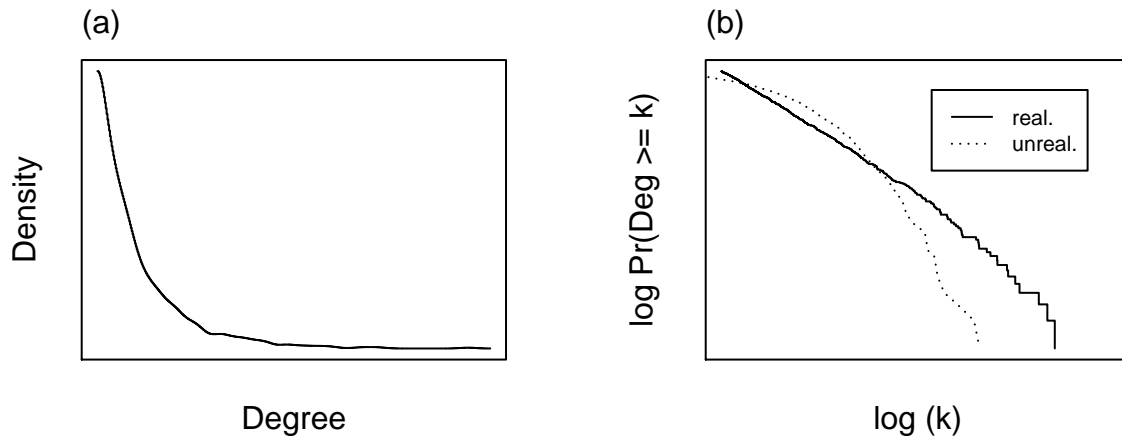 (a)
Density
Degree
(b)
log Pr(Deg >= k)
real.
unreal.
log (k)